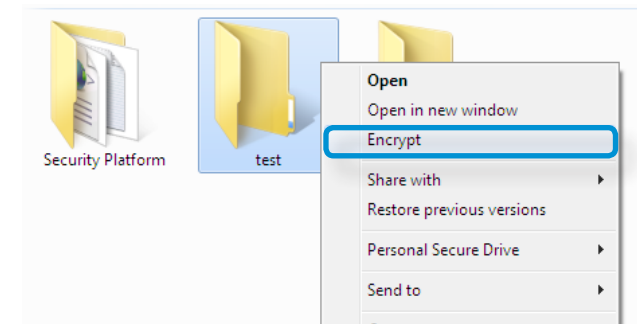 Security Platform
test
Open
Open in new window
Encrypt
Share with
Restore previous versions
Personal Secure Drive
Send to